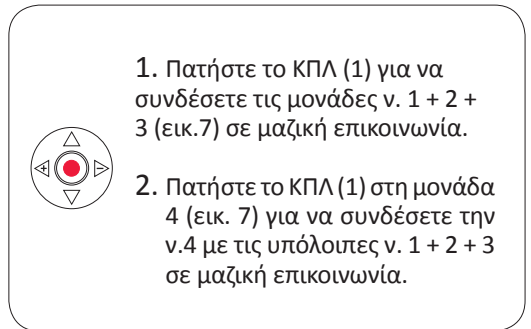 1. Πατήστε το ΚΠΛ (1) για να
συνδέσετε τις μονάδες ν. 1 + 2 +
3 (εικ.7) σε μαζική επικοινωνία.
2. Πατήστε το ΚΠΛ (1) στη μονάδα
4 (εικ. 7) για να συνδέσετε την
ν.4 με τις υπόλοιπες ν. 1 + 2 + 3
σε μαζική επικοινωνία.